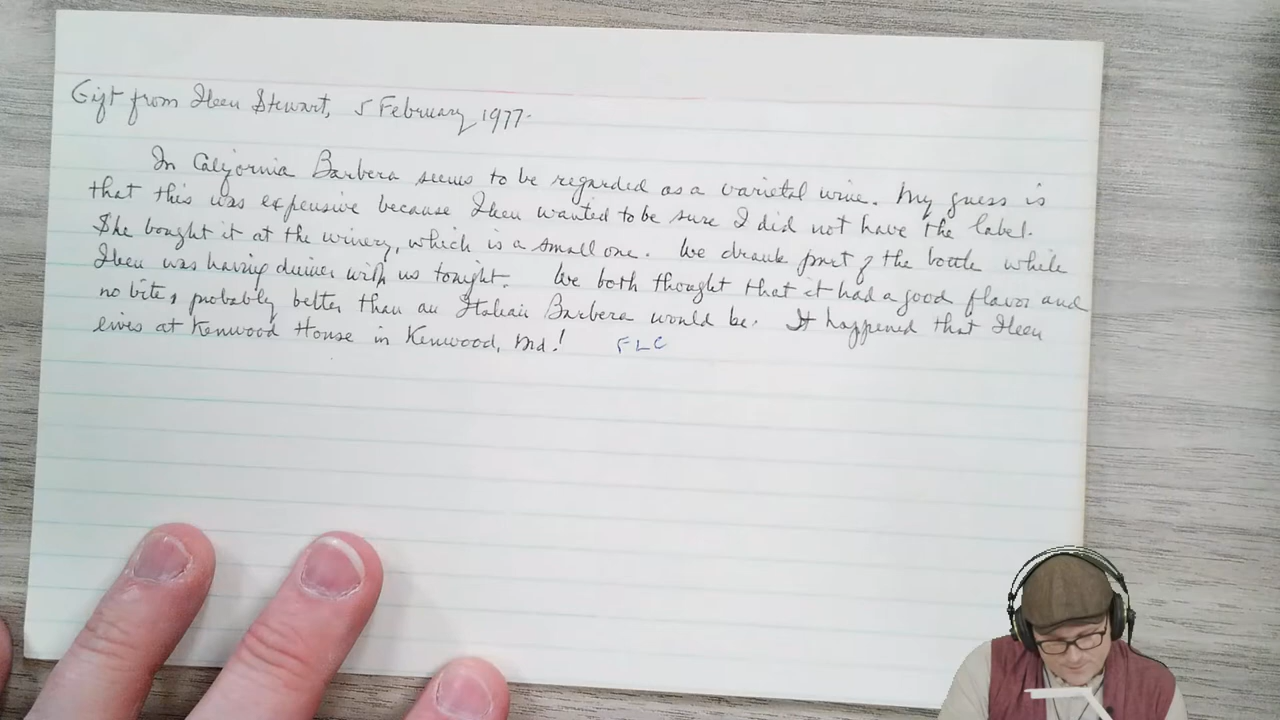 Gift from Ileen Stewart, 5 February 1977.
In California Barbera seems to be regarded as a varietal wine. My guess is
that this was expensive because Ileen wanted to be sure I did not have the label.
She bought it at the winery, which is a small one. We drank part of the bottle while
Ileen was having dinner with us tonight. We both thought that it had a good flavor and
no bite, probably better than an Italian Barbera would be. It happened that Ileen
lives at Kenwood House in Kenwood, Md! FLC